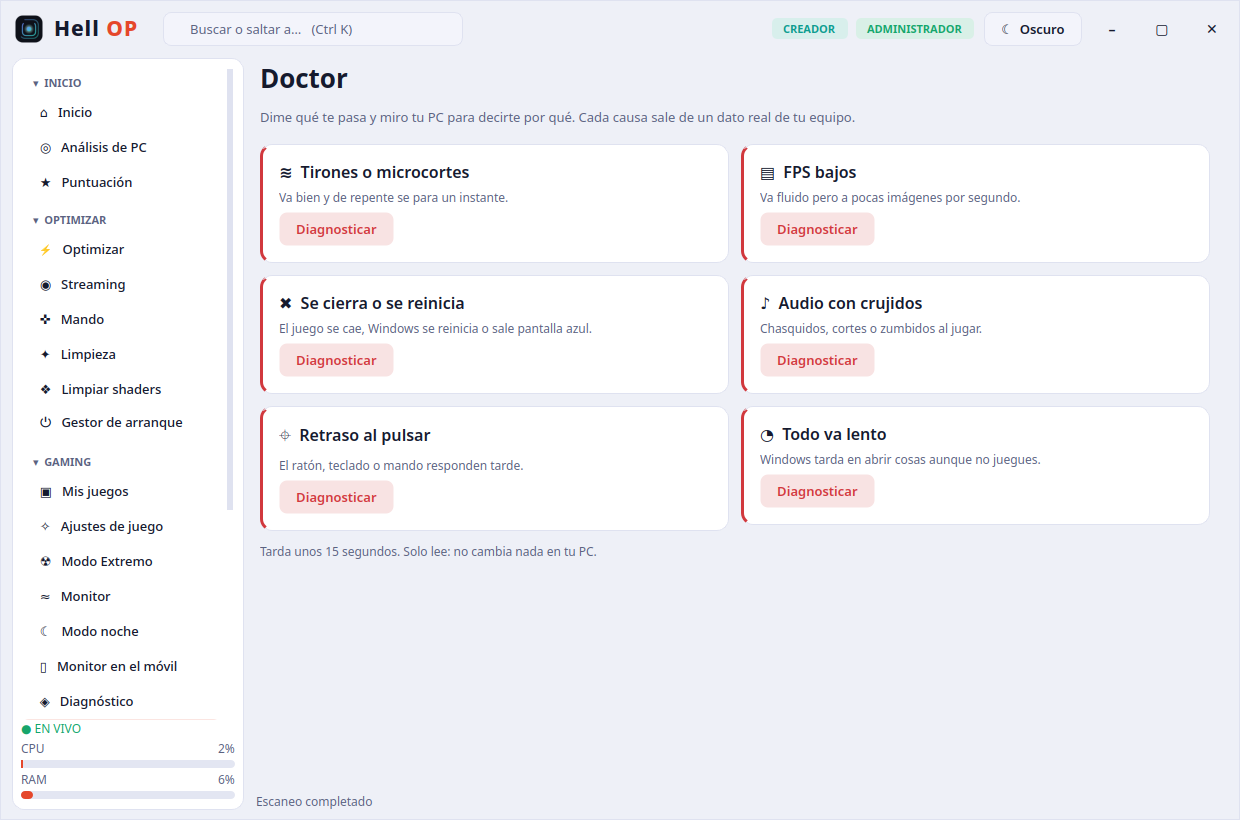 Hell OP
Buscar o saltar a... (Ctrl K)
CREADOR
ADMINISTRADOR
Oscuro
INICIO
Inicio
Análisis de PC
Puntuación
OPTIMIZAR
Optimizar
Streaming
Mando
Limpieza
Limpiar shaders
Gestor de arranque
GAMING
Mis juegos
Ajustes de juego
Modo Extremo
Monitor
Modo noche
Monitor en el móvil
Diagnóstico
EN VIVO
CPU 2%
RAM 6%
Doctor
Dime qué te pasa y miro tu PC para decirte por qué. Cada causa sale de un dato real de tu equipo.
Tirones o microcortes
Va bien y de repente se para un instante.
Diagnosticar
FPS bajos
Va fluido pero a pocas imágenes por segundo.
Diagnosticar
Se cierra o se reinicia
El juego se cae, Windows se reinicia o sale pantalla azul.
Diagnosticar
Audio con crujidos
Chasquidos, cortes o zumbidos al jugar.
Diagnosticar
Retraso al pulsar
El ratón, teclado o mando responden tarde.
Diagnosticar
Todo va lento
Windows tarda en abrir cosas aunque no juegues.
Diagnosticar
Tarda unos 15 segundos. Solo lee: no cambia nada en tu PC.
Escaneo completado